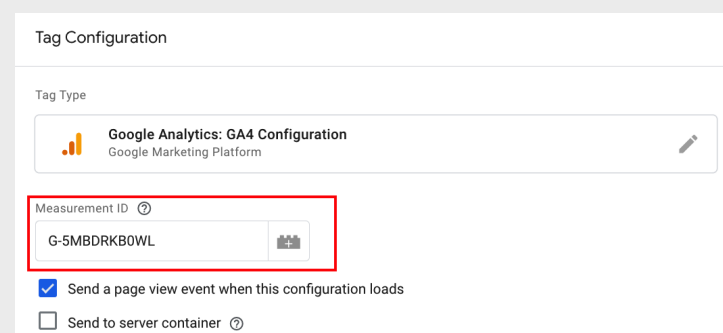 Tag Configuration
Tag Type
Google Analytics: GA4 Configuration
Google Marketing Platform
Measurement ID
G-5MBDRKB0WL
Send a page view event when this configuration loads
Send to server container